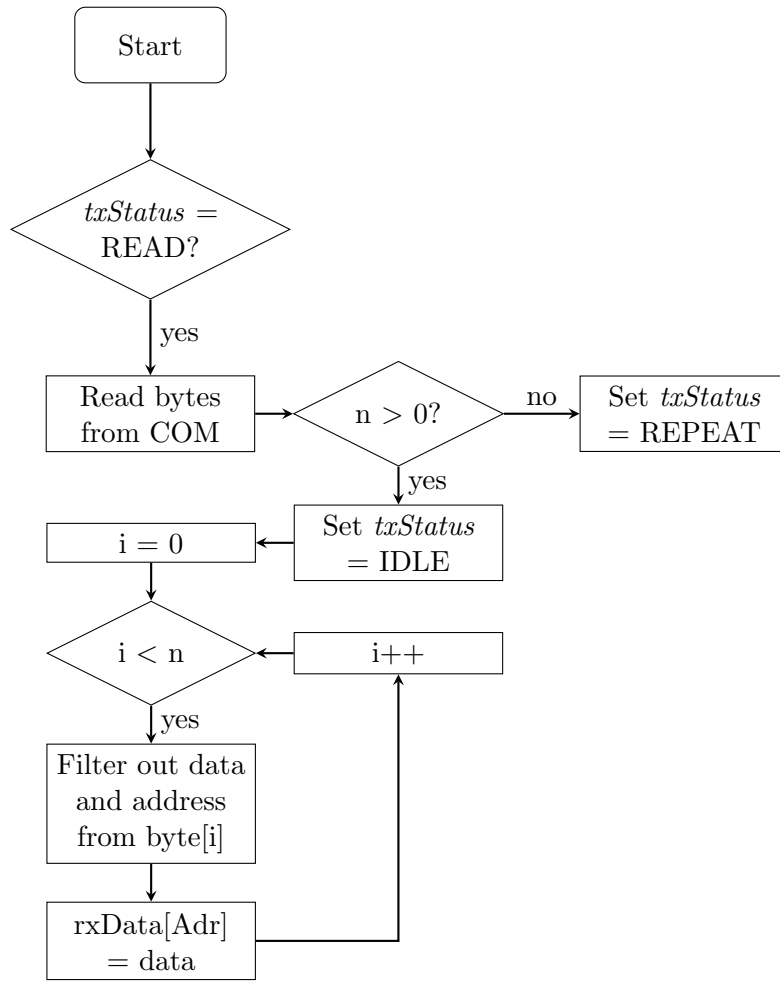 Start
txStatus =
READ?
yes
Read bytes
from COM
n > 0?
no
Set txStatus
= REPEAT
yes
Set txStatus
= IDLE
i = 0
i < n
i++
yes
Filter out data
and address
from byte[i]
rxData[Adr]
= data